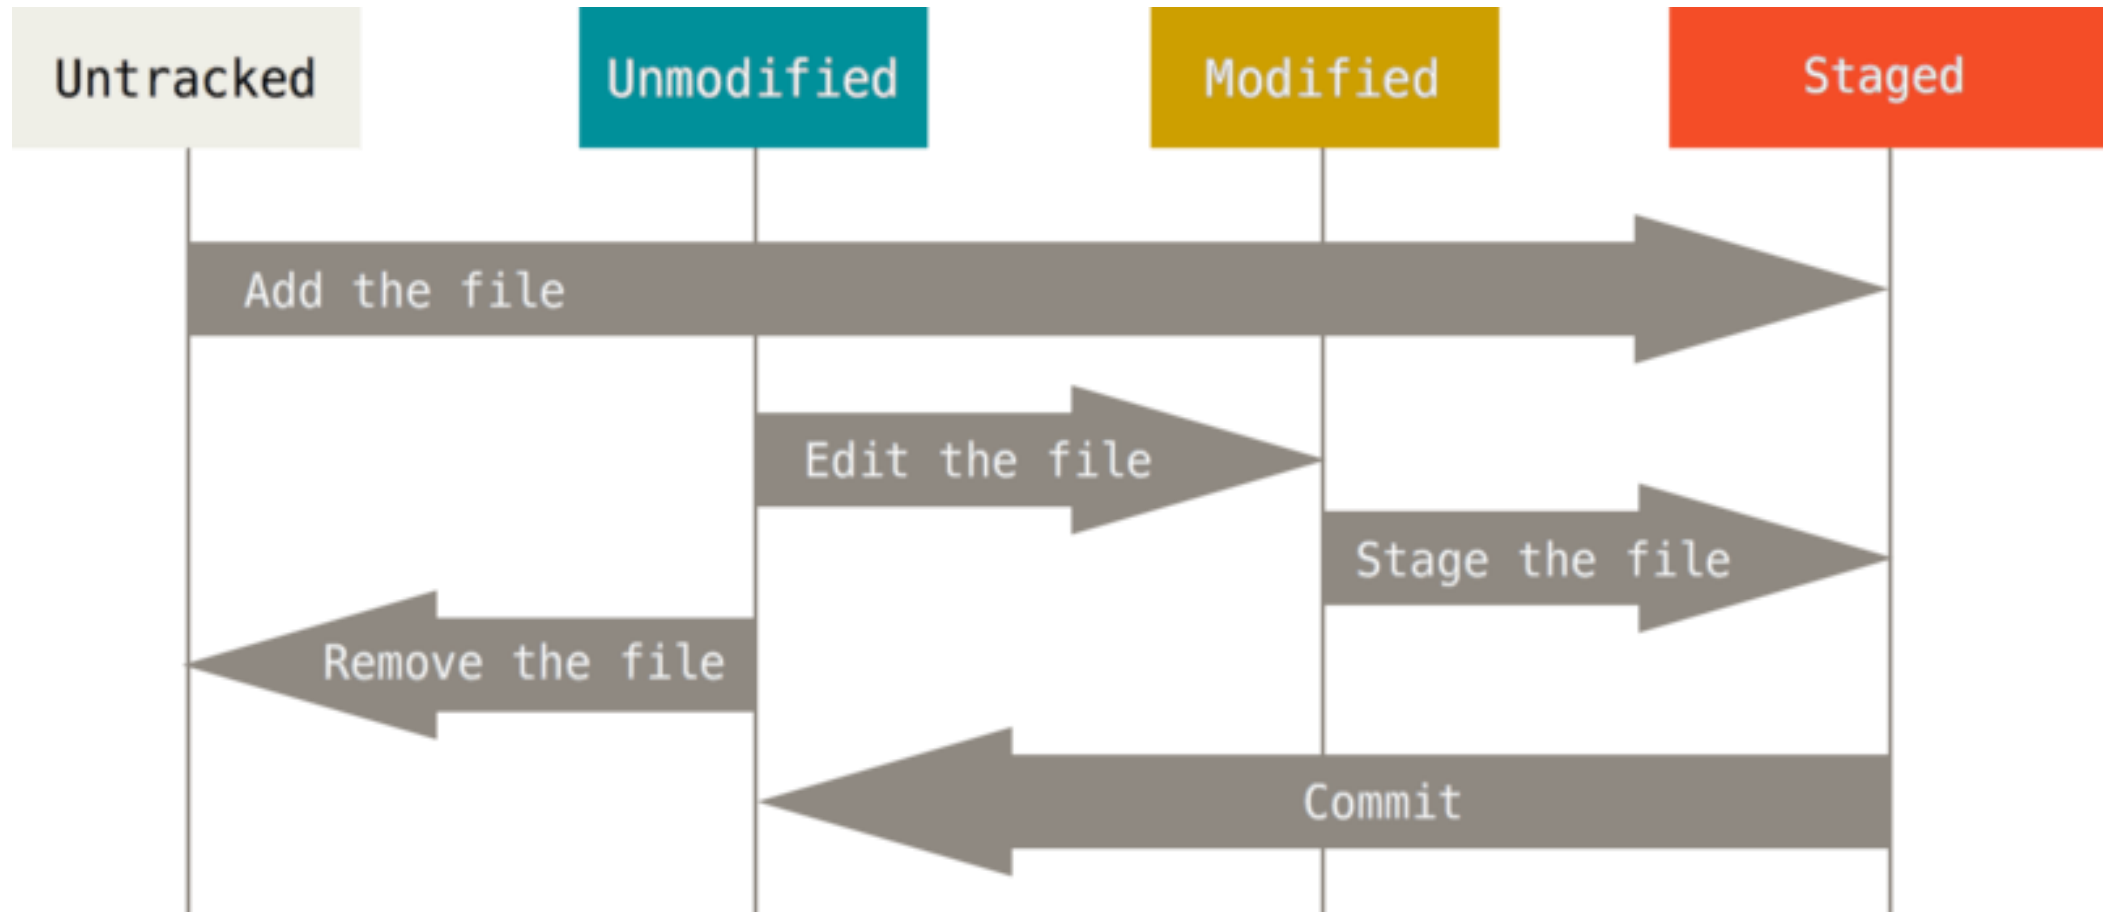 Untracked
Unmodified
Modified
Staged
Add the file
Edit the file
Stage the file
Remove the file
Commit